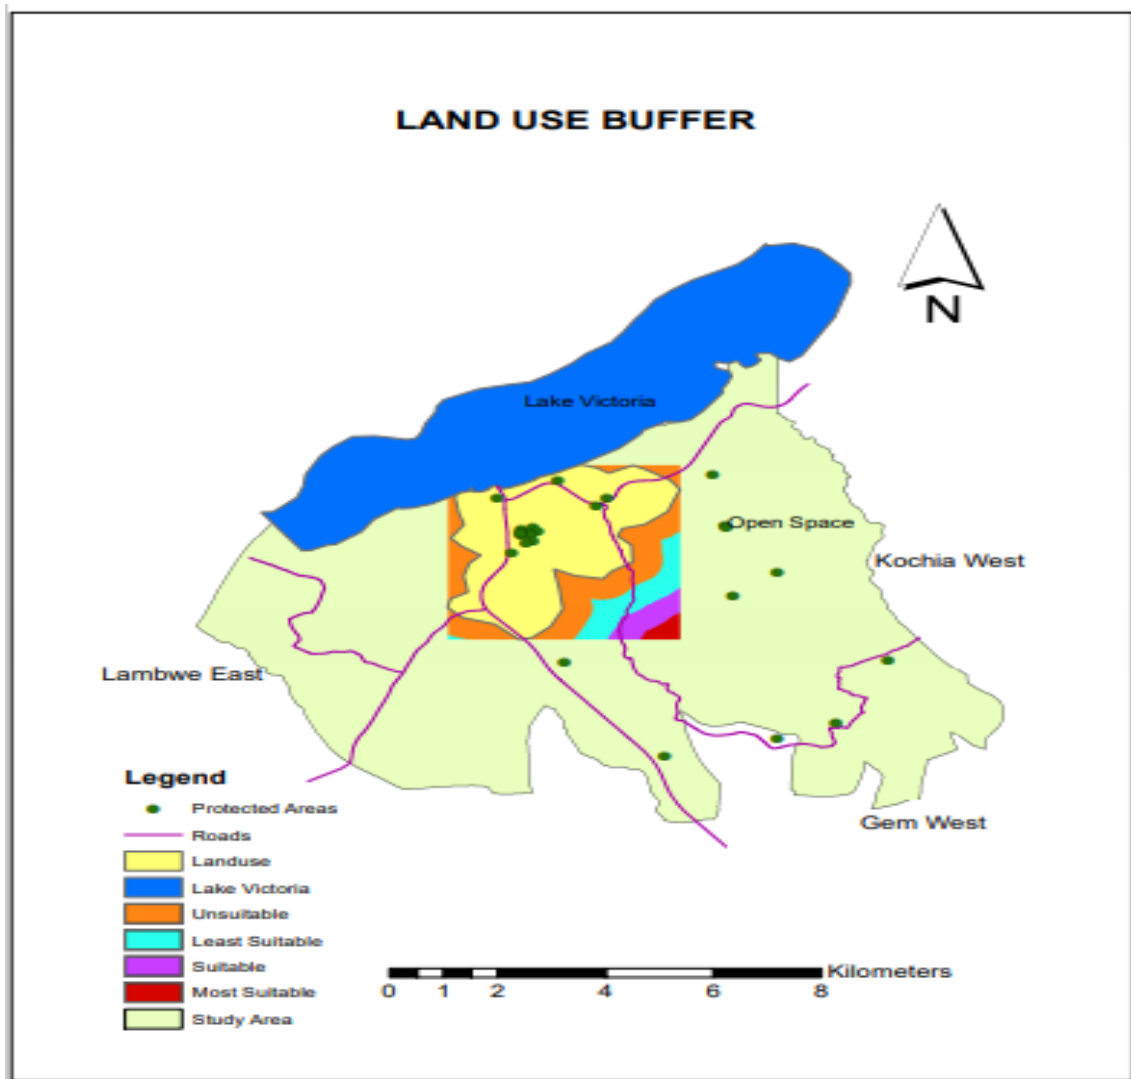 LAND USE BUFFER
N
Lake Victoria
Open Space
Kochia West
Lambwe East
Gem West
Legend
Protected Areas
Roads
Landuse
Lake Victoria
Unsuitable
Least Suitable
Suitable
Most Suitable
Study Area
Kilometers
0 1 2 4 6 8